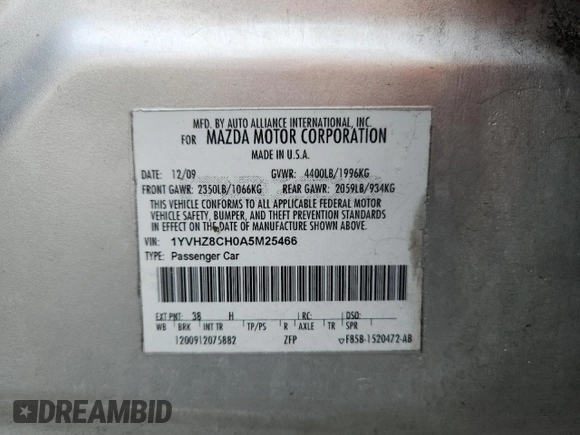 MFD. BY AUTO ALLIANCE INTERNATIONAL, INC.
FOR MAZDA MOTOR CORPORATION
MADE IN U.S.A.
DATE: 12/09 GVWR: 4400LB/1996KG
FRONT GAWR: 2350LB/1066KG REAR GAWR: 2059LB/934KG
THIS VEHICLE CONFORMS TO ALL APPLICABLE FEDERAL MOTOR
VEHICLE SAFETY, BUMPER, AND THEFT PREVENTION STANDARDS
IN EFFECT ON THE DATE OF MANUFACTURE SHOWN ABOVE.
VIN: 1YVHZ8CH0A5M25466
TYPE: Passenger Car
EXT PNT: 38 H RC: DSO:
WB BRK INT TR TP/PS R AXLE TR SPR
1200912075882 ZFP F85B-1520472-AB
DREAMBID